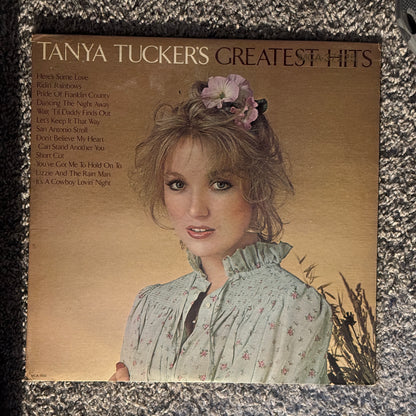 TANYA TUCKER'S GREATEST HITS
Here's Some Love
Ridin' Rainbows
Pride Of Franklin County
Dancing The Night Away
Wait 'Til Daddy Finds Out
Let's Keep It That Way
San Antonio Stroll
Don't Believe My Heart
Can Stand Another You
Short Cut
You've Got Me To Hold On To
Lizzie And The Rain Man
It's A Cowboy Lovin' Night